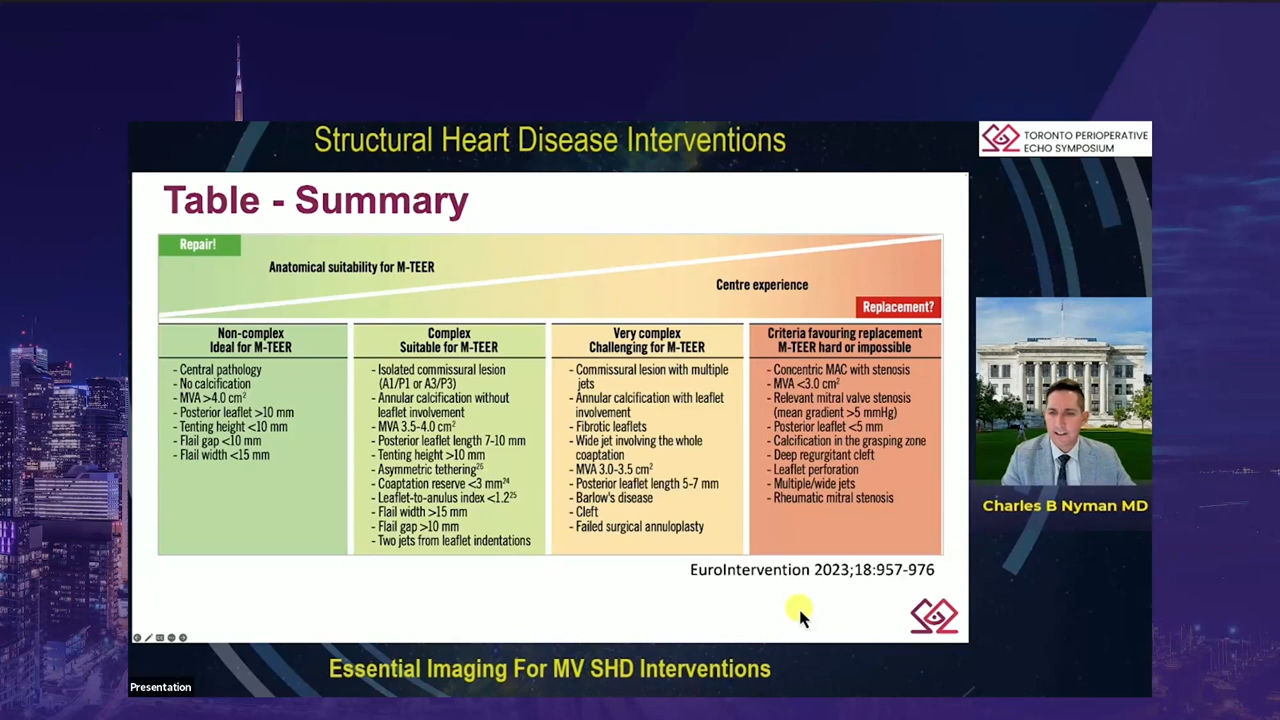 Structural Heart Disease Interventions
TORONTO PERIOPERATIVE
ECHO SYMPOSIUM
Table - Summary
Repair!
Anatomical suitability for M-TEER
Centre experience
Replacement?
Non-complex
Ideal for M-TEER
- Central pathology
- No calcification
- MVA >4.0 cm²
- Posterior leaflet >10 mm
- Tenting height <10 mm
- Flail gap <10 mm
- Flail width <15 mm
Complex
Suitable for M-TEER
- Isolated commissural lesion
(A1/P1 or A3/P3)
- Annular calcification without
leaflet involvement
- MVA 3.5-4.0 cm²
- Posterior leaflet length 7-10 mm
- Tenting height >10 mm
- Asymmetric tethering²⁶
- Coaptation reserve <3 mm²⁴
- Leaflet-to-anulus index <1.2²⁵
- Flail width >15 mm
- Flail gap >10 mm
- Two jets from leaflet indentations
Very complex
Challenging for M-TEER
- Commissural lesion with multiple
jets
- Annular calcification with leaflet
involvement
- Fibrotic leaflets
- Wide jet involving the whole
coaptation
- MVA 3.0-3.5 cm²
- Posterior leaflet length 5-7 mm
- Barlow's disease
- Cleft
- Failed surgical annuloplasty
Criteria favouring replacement
M-TEER hard or impossible
- Concentric MAC with stenosis
- MVA <3.0 cm²
- Relevant mitral valve stenosis
(mean gradient >5 mmHg)
- Posterior leaflet <5 mm
- Calcification in the grasping zone
- Deep regurgitant cleft
- Leaflet perforation
- Multiple/wide jets
- Rheumatic mitral stenosis
EuroIntervention 2023;18:957-976
Charles B Nyman MD
Essential Imaging For MV SHD Interventions
Presentation